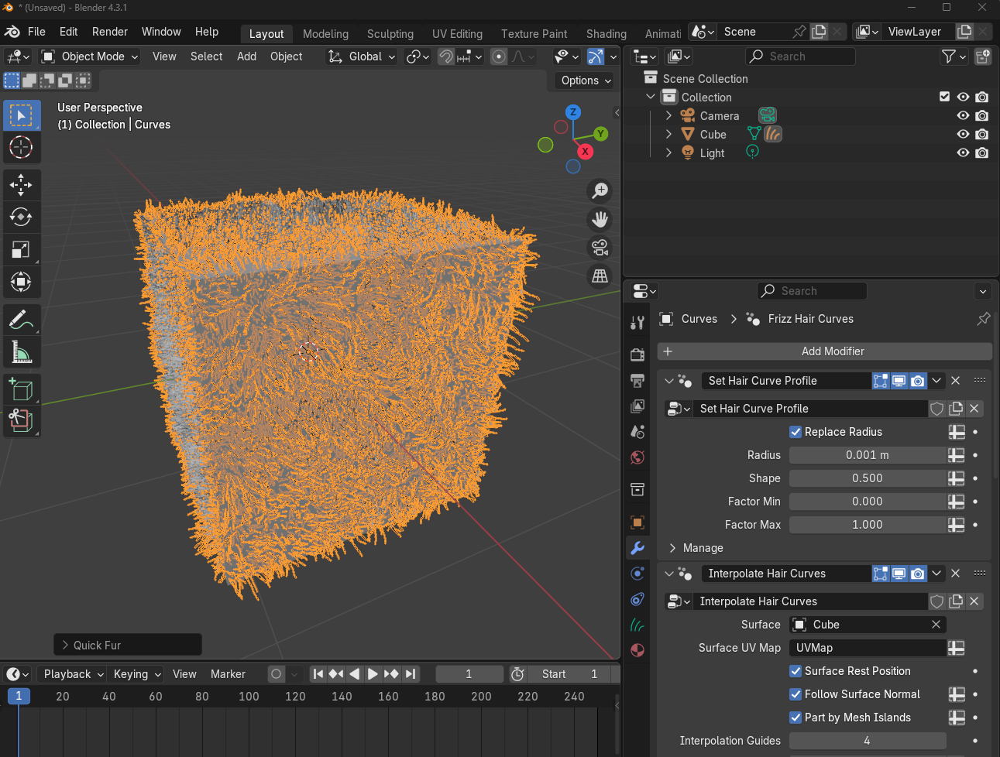 * (Unsaved) - Blender 4.3.1
File Edit Render Window Help Layout Modeling Sculpting UV Editing Texture Paint Shading Animati Scene ViewLayer
Object Mode View Select Add Object Global
Options
User Perspective
(1) Collection | Curves
Z
Y
X
Quick Fur
Playback Keying View Marker 1 Start 1
1 20 40 60 80 100 120 140 160 180 200 220 240
Search
Scene Collection
Collection
Camera
Cube
Light
Search
Curves > Frizz Hair Curves
Add Modifier
Set Hair Curve Profile
Set Hair Curve Profile
Replace Radius
Radius 0.001 m
Shape 0.500
Factor Min 0.000
Factor Max 1.000
Manage
Interpolate Hair Curves
Interpolate Hair Curves
Surface Cube
Surface UV Map UVMap
Surface Rest Position
Follow Surface Normal
Part by Mesh Islands
Interpolation Guides 4